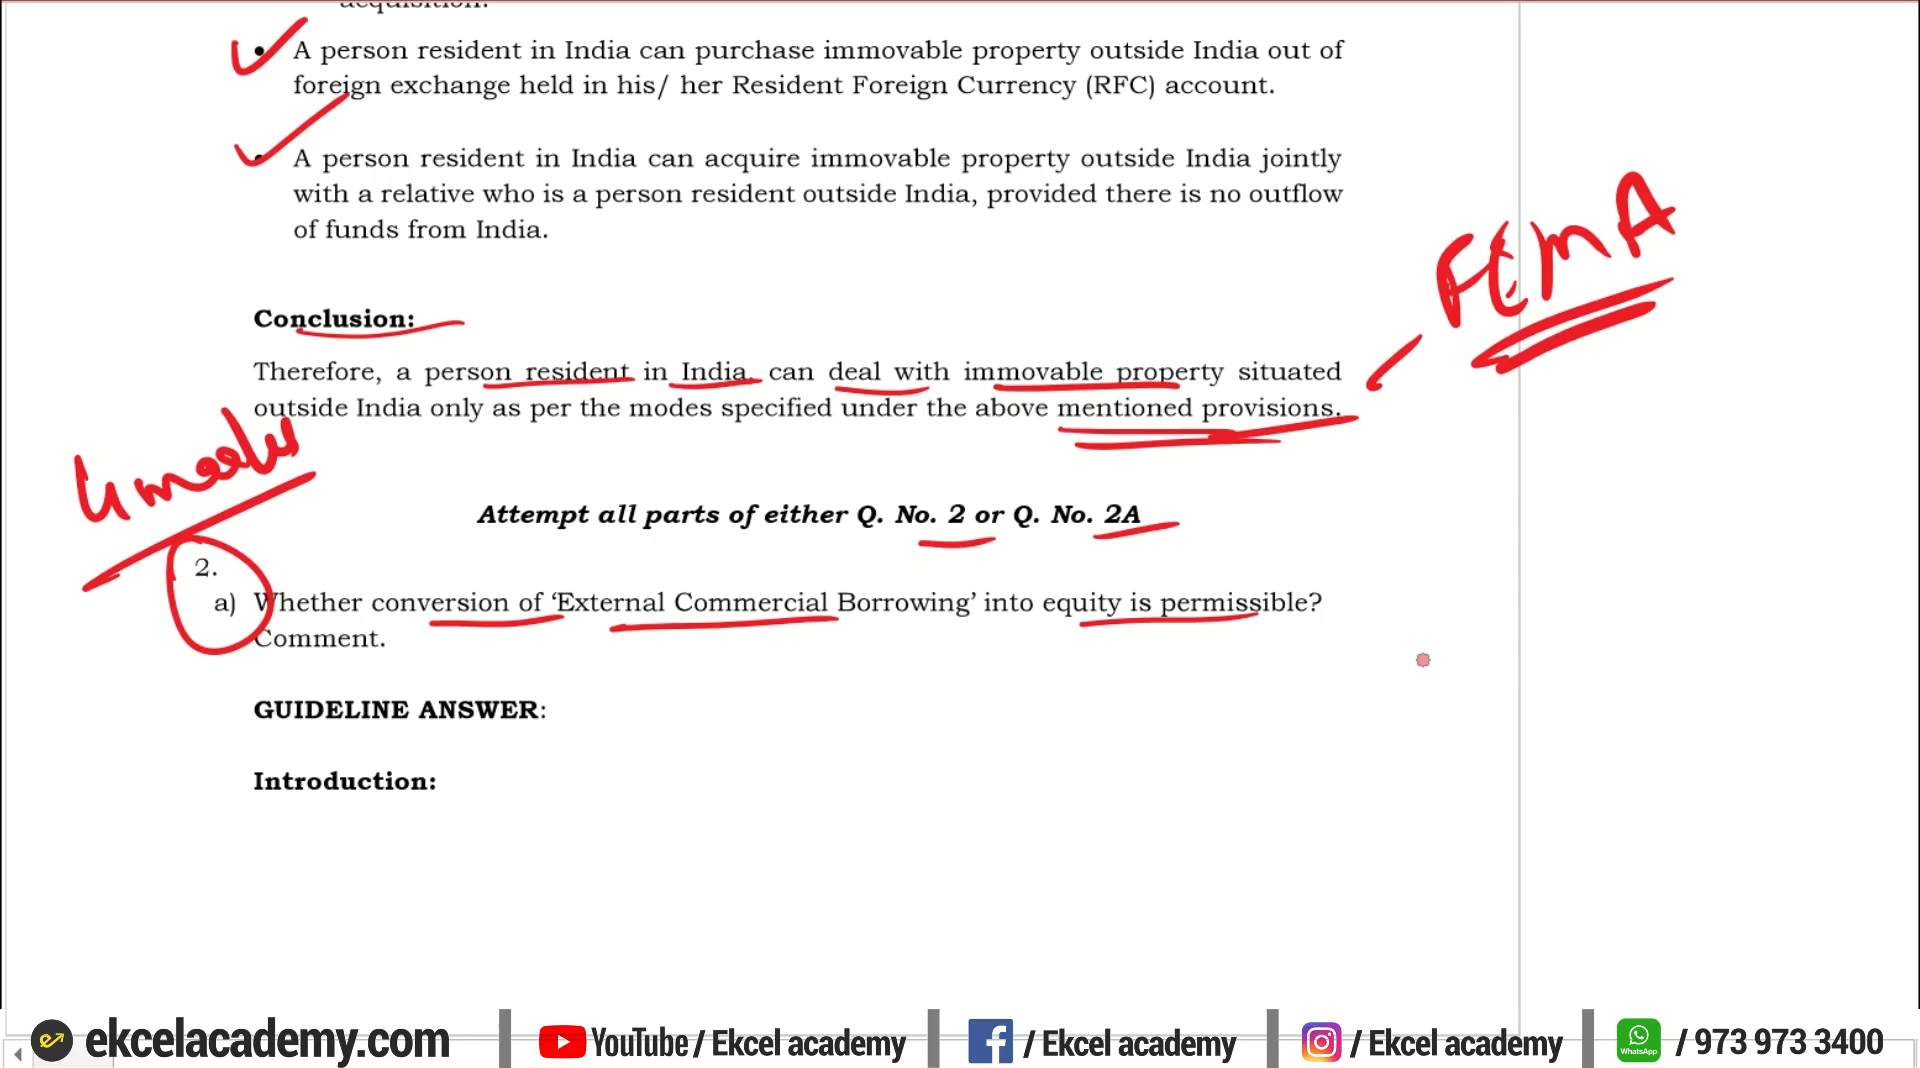 acquisition.
• A person resident in India can purchase immovable property outside India out of
foreign exchange held in his/ her Resident Foreign Currency (RFC) account.
• A person resident in India can acquire immovable property outside India jointly
with a relative who is a person resident outside India, provided there is no outflow
of funds from India.
FEMA
Conclusion:
Therefore, a person resident in India, can deal with immovable property situated
outside India only as per the modes specified under the above mentioned provisions.
4 marks
Attempt all parts of either Q. No. 2 or Q. No. 2A
2.
a) Whether conversion of ‘External Commercial Borrowing’ into equity is permissible?
Comment.
GUIDELINE ANSWER:
Introduction:
ekcelacademy.com
YouTube / Ekcel academy
/ Ekcel academy
/ Ekcel academy
WhatsApp
/ 973 973 3400